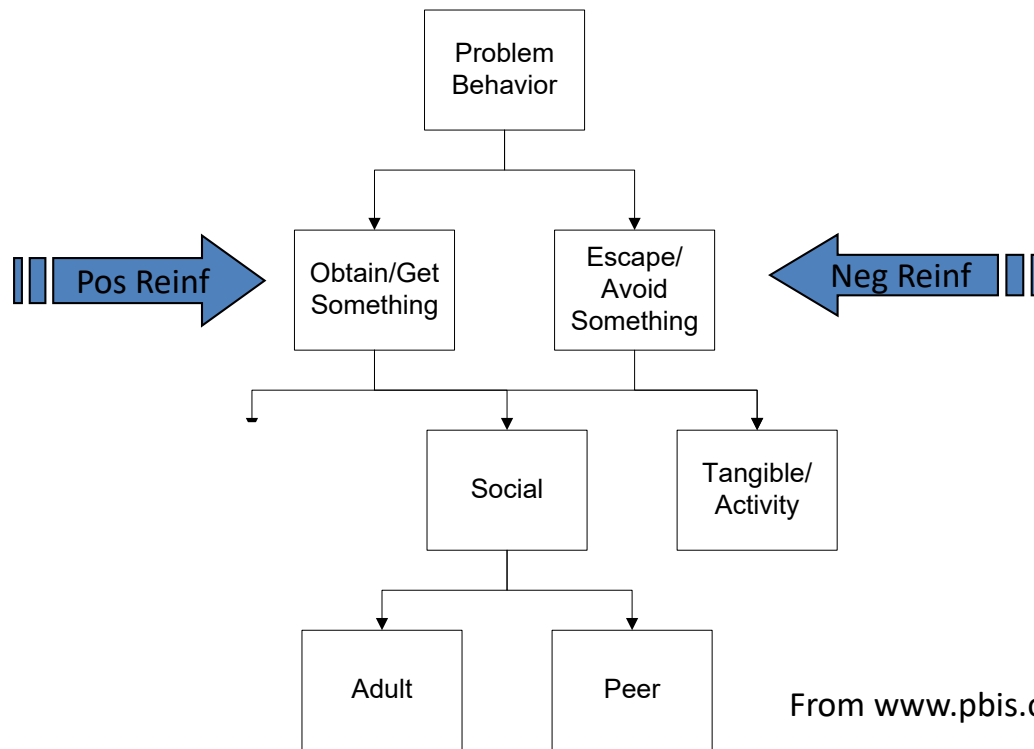 Problem
Behavior
Pos Reinf
Obtain/Get
Something
Escape/
Avoid
Something
Neg Reinf
Social
Tangible/
Activity
Adult
Peer
From www.pbis.